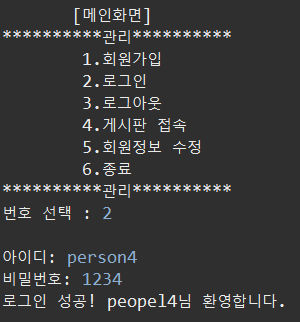 [메인화면]
**********관리**********
1.회원가입
2.로그인
3.로그아웃
4.게시판 접속
5.회원정보 수정
6.종료
**********관리**********
번호 선택 : 2
아이디: person4
비밀번호: 1234
로그인 성공! peopel4님 환영합니다.